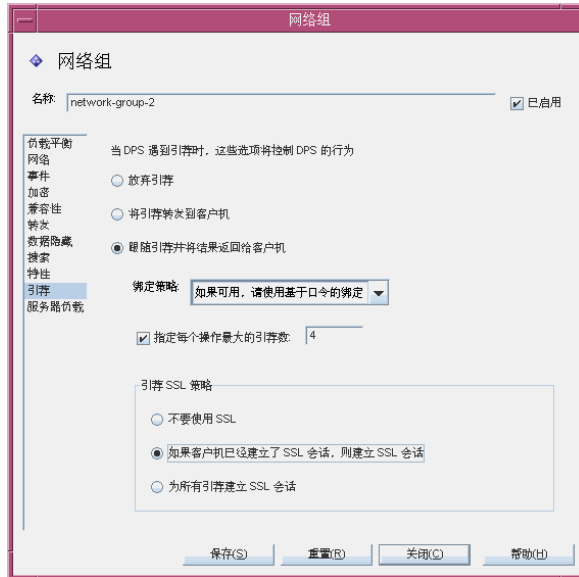 网络组
网络组
名称: network-group-2
已启用
负载平衡
网络
事件
加密
兼容性
转发
数据隐藏
搜索
特性
引荐
服务器负载
当 DPS 遇到引荐时，这些选项将控制 DPS 的行为
放弃引荐
将引荐转发到客户机
跟随引荐并将结果返回给客户机
绑定策略: 如果可用，请使用基于口令的绑定
指定每个操作最大的引荐数: 4
引荐 SSL 策略
不要使用 SSL
如果客户机已经建立了 SSL 会话，则建立 SSL 会话
为所有引荐建立 SSL 会话
保存(S) 重置(R) 关闭(C) 帮助(H)